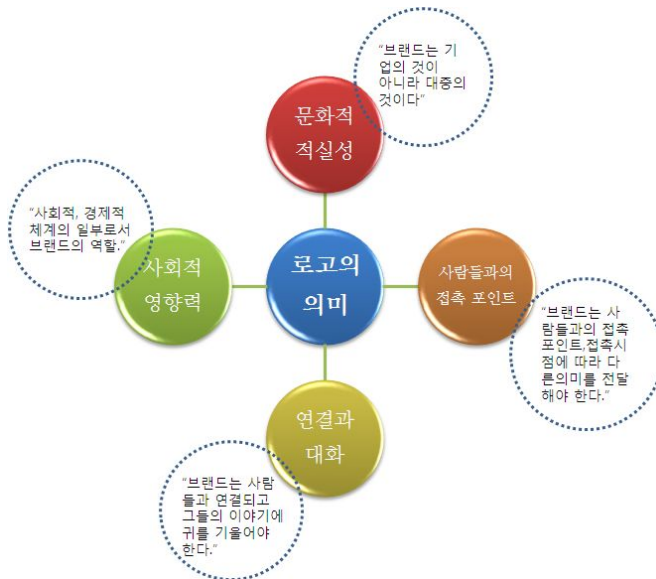 "브랜드는 기
업의 것이
아니라 대중의
것이다"
문화적
적실성
"사회적, 경제적
체계의 일부로서
브랜드의 역할."
사회적
영향력
로고의
의미
사람들과의
접촉 포인트
"브랜드는 사
람들과의 접촉
포인트,접촉시
점에 따라 다
른의미를 전달
해야 한다."
연결과
대화
"브랜드는 사람
들과 연결되고
그들의 이야기에
귀를 기울어야
한다."